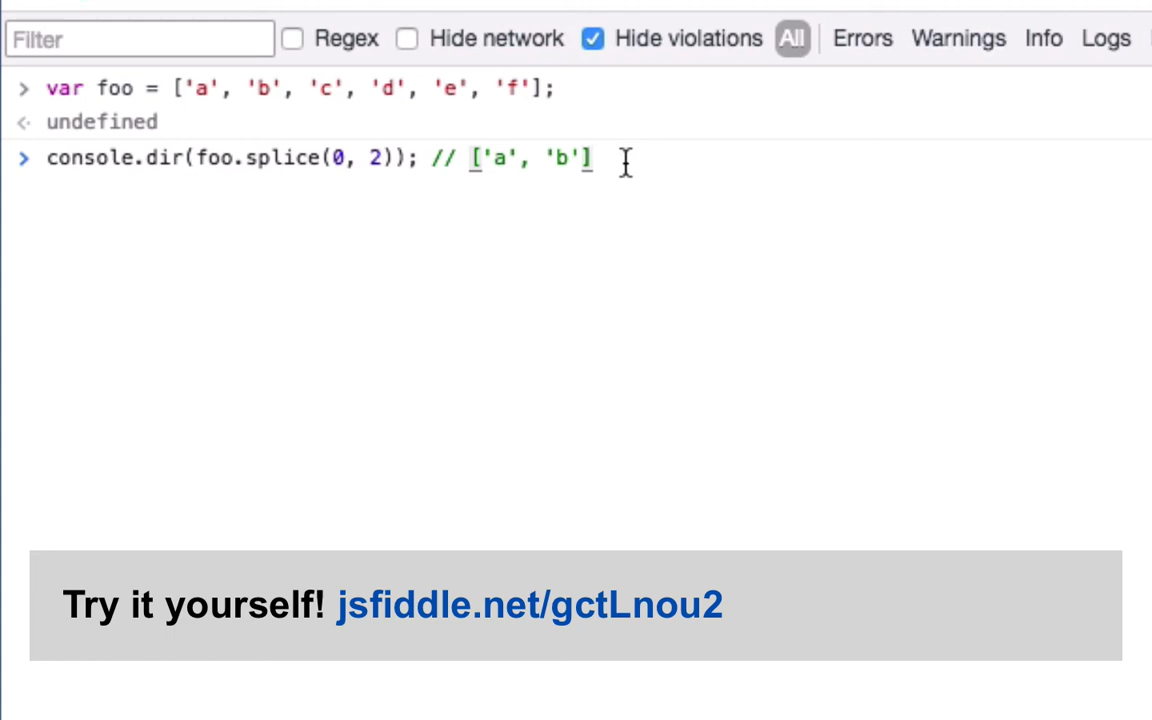 Filter Regex Hide network Hide violations All Errors Warnings Info Logs
> var foo = ['a', 'b', 'c', 'd', 'e', 'f'];
undefined
> console.dir(foo.splice(0, 2)); // ['a', 'b']
Try it yourself! jsfiddle.net/gctLnou2